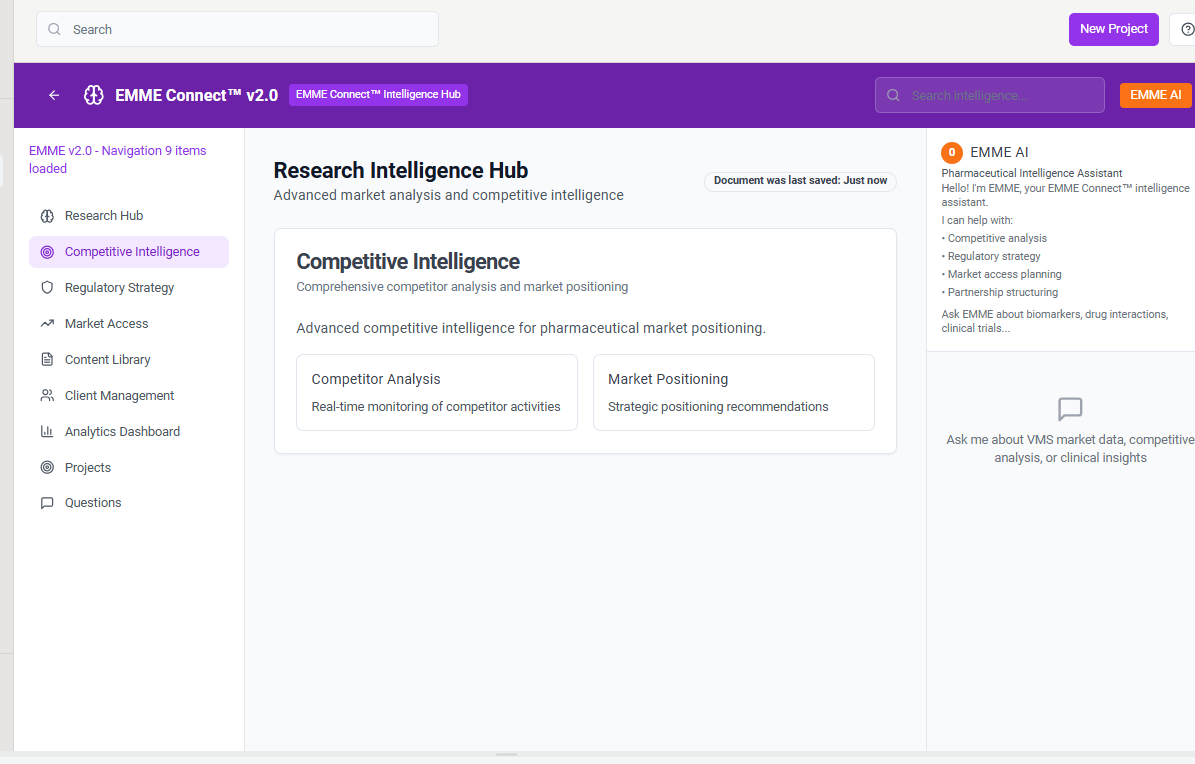 Search
New Project
EMME Connect™ v2.0
EMME Connect™ Intelligence Hub
Search intelligence...
EMME AI
EMME v2.0 - Navigation 9 items
loaded
Research Hub
Competitive Intelligence
Regulatory Strategy
Market Access
Content Library
Client Management
Analytics Dashboard
Projects
Questions
Research Intelligence Hub
Advanced market analysis and competitive intelligence
Document was last saved: Just now
Competitive Intelligence
Comprehensive competitor analysis and market positioning
Advanced competitive intelligence for pharmaceutical market positioning.
Competitor Analysis
Real-time monitoring of competitor activities
Market Positioning
Strategic positioning recommendations
0 EMME AI
Pharmaceutical Intelligence Assistant
Hello! I'm EMME, your EMME Connect™ intelligence
assistant.
I can help with:
• Competitive analysis
• Regulatory strategy
• Market access planning
• Partnership structuring
Ask EMME about biomarkers, drug interactions,
clinical trials...
Ask me about VMS market data, competitive
analysis, or clinical insights